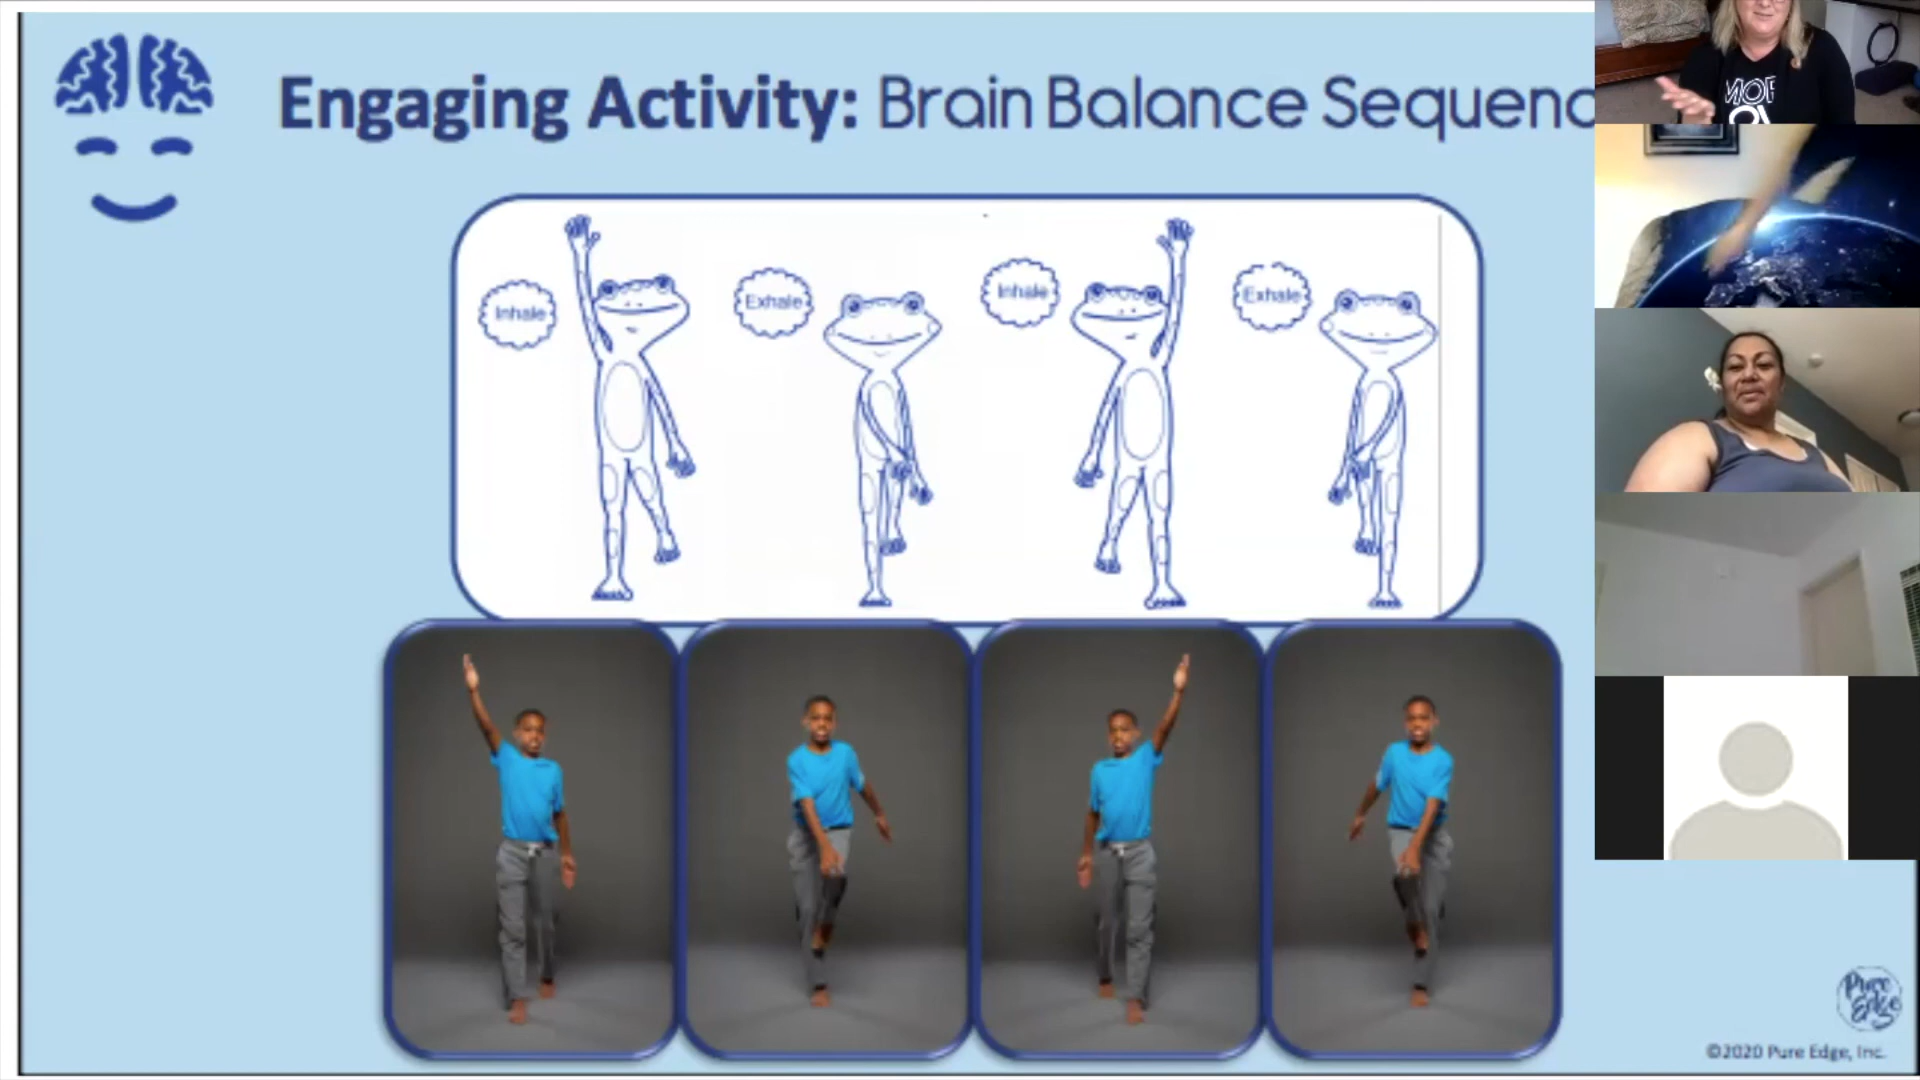 Engaging Activity: Brain Balance Sequenc
Inhale
Exhale
Inhale
Exhale
Pure
Edge
©2020 Pure Edge, Inc.